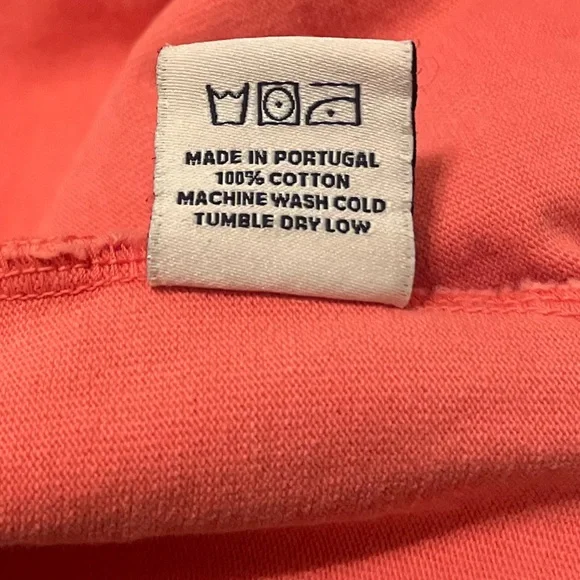 MADE IN PORTUGAL
100% COTTON
MACHINE WASH COLD
TUMBLE DRY LOW